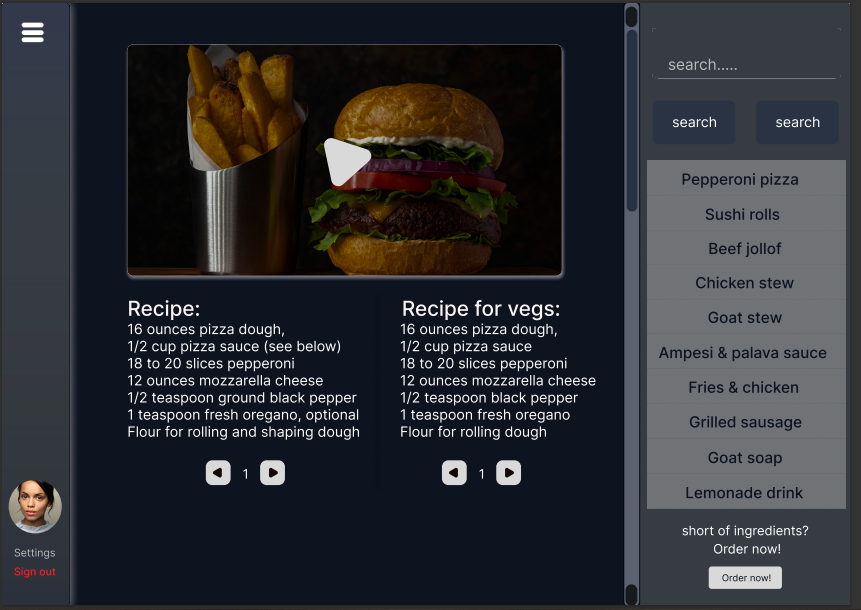 Recipe:
16 ounces pizza dough,
1/2 cup pizza sauce (see below)
18 to 20 slices pepperoni
12 ounces mozzarella cheese
1/2 teaspoon ground black pepper
1 teaspoon fresh oregano, optional
Flour for rolling and shaping dough
1
Recipe for vegs:
16 ounces pizza dough,
1/2 cup pizza sauce
18 to 20 slices pepperoni
12 ounces mozzarella cheese
1/2 teaspoon black pepper
1 teaspoon fresh oregano
Flour for rolling dough
1
Settings
Sign out
search.....
search
search
Pepperoni pizza
Sushi rolls
Beef jollof
Chicken stew
Goat stew
Ampesi & palava sauce
Fries & chicken
Grilled sausage
Goat soap
Lemonade drink
short of ingredients?
Order now!
Order now!